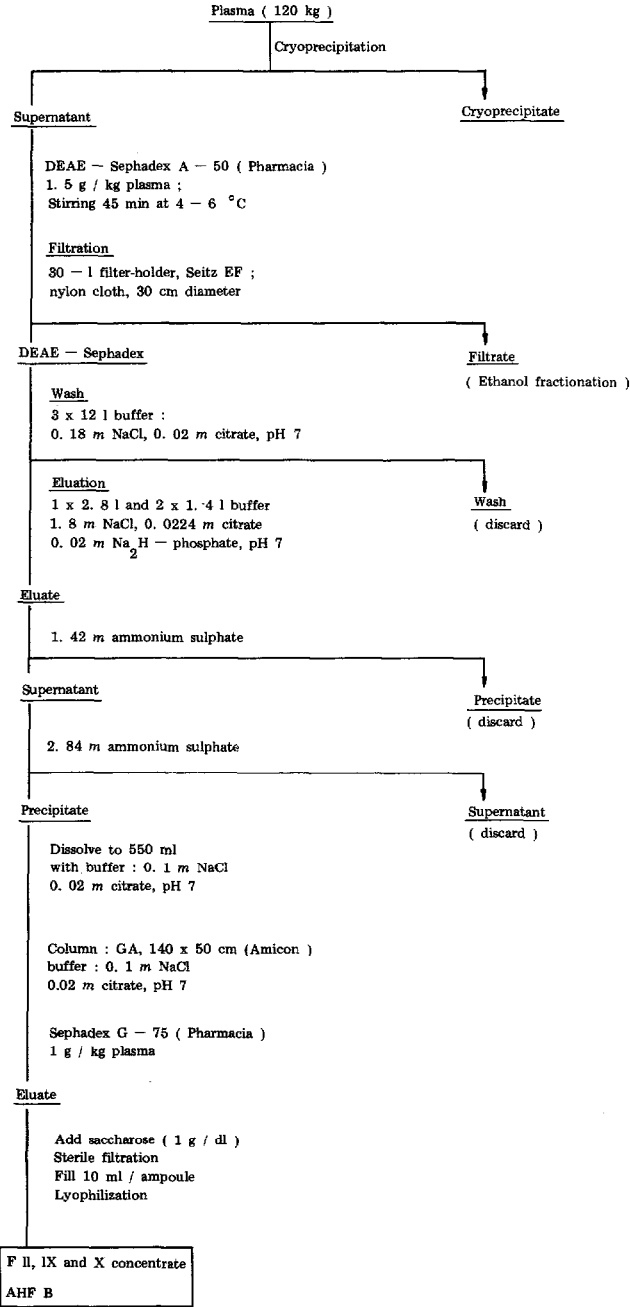 Plasma ( 120 kg )
Cryoprecipitation
Supernatant
Cryoprecipitate
DEAE — Sephadex A — 50 ( Pharmacia )
1. 5 g / kg plasma ;
Stirring 45 min at 4 — 6 °C
Filtration
30 — l filter-holder, Seitz EF ;
nylon cloth, 30 cm diameter
DEAE — Sephadex
Filtrate
( Ethanol fractionation )
Wash
3 x 12 l buffer :
0. 18 m NaCl, 0. 02 m citrate, pH 7
Eluation
1 x 2. 8 l and 2 x 1. 4 l buffer
1. 8 m NaCl, 0. 0224 m citrate
0. 02 m Na2H — phosphate, pH 7
Wash
( discard )
Eluate
1. 42 m ammonium sulphate
Supernatant
Precipitate
( discard )
2. 84 m ammonium sulphate
Precipitate
Supernatant
( discard )
Dissolve to 550 ml
with buffer : 0. 1 m NaCl
0. 02 m citrate, pH 7
Column : GA, 140 x 50 cm (Amicon )
buffer : 0. 1 m NaCl
0.02 m citrate, pH 7
Sephadex G — 75 ( Pharmacia )
1 g / kg plasma
Eluate
Add saccharose ( 1 g / dl )
Sterile filtration
Fill 10 ml / ampoule
Lyophilization
F ll, lX and X concentrate
AHF B